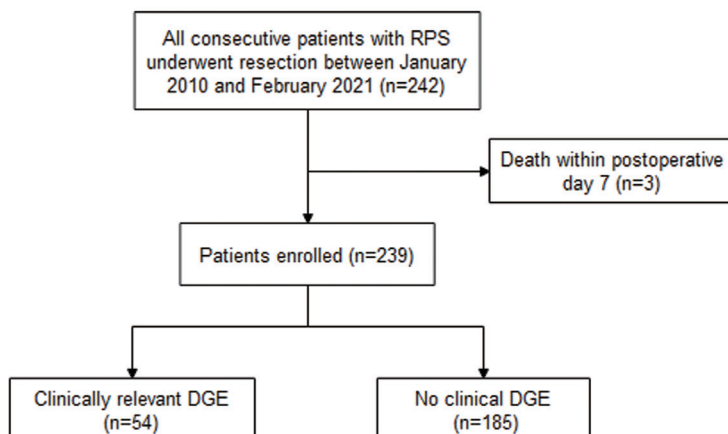 All consecutive patients with RPS
underwent resection between January
2010 and February 2021 (n=242)
Death within postoperative
day 7 (n=3)
Patients enrolled (n=239)
Clinically relevant DGE
(n=54)
No clinical DGE
(n=185)